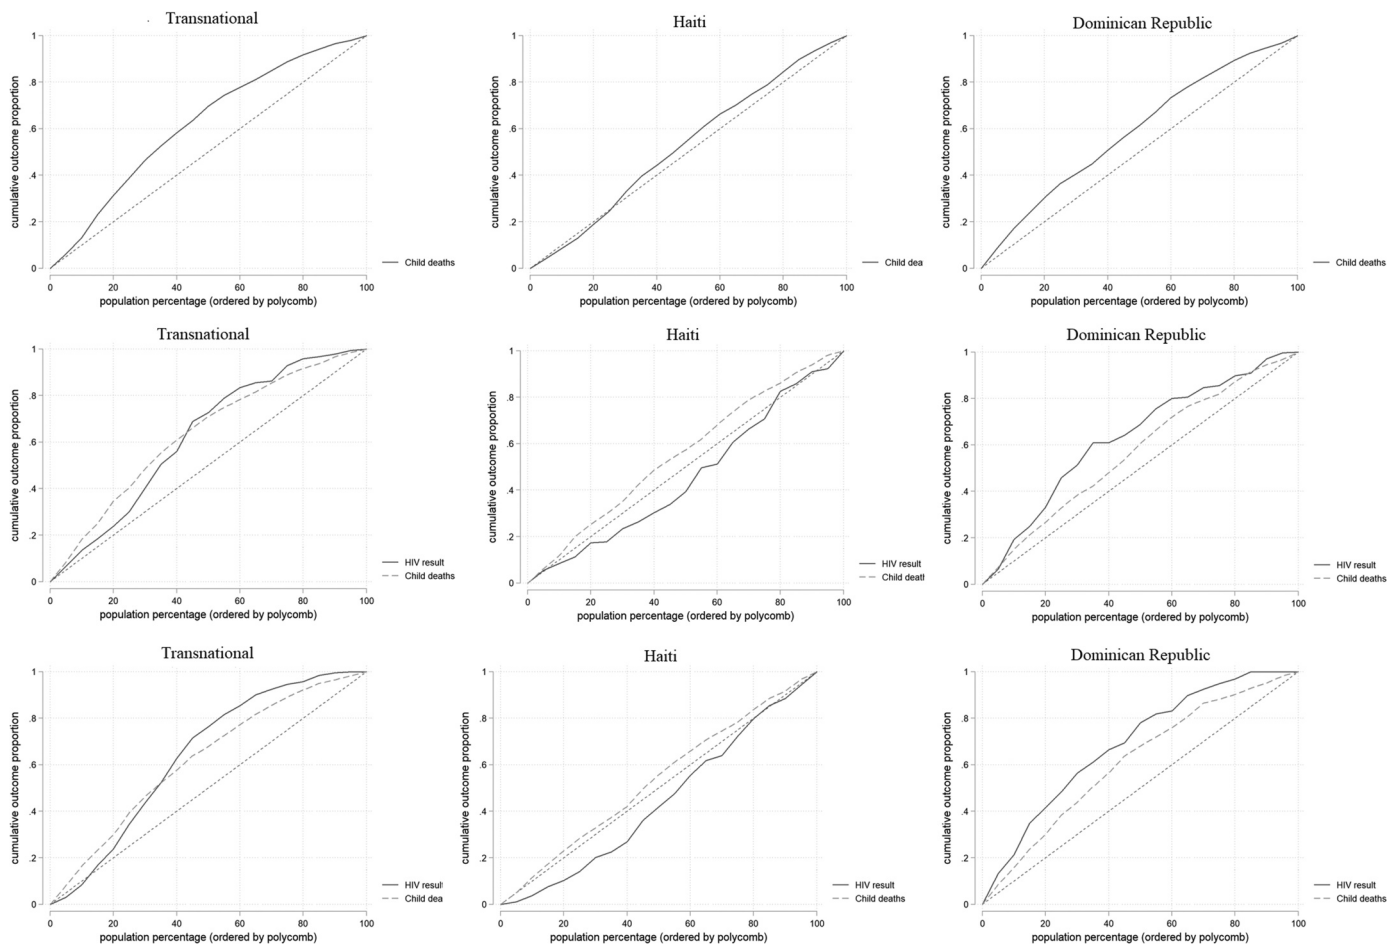 Transnational
Haiti
Dominican Republic
cumulative outcome proportion
1
.8
.6
.4
.2
0
0 20 40 60 80 100
population percentage (ordered by polycomb)
Child deaths
cumulative outcome proportion
1
.8
.6
.4
.2
0
0 20 40 60 80 100
population percentage (ordered by polycomb)
Child dea
cumulative outcome proportion
1
.8
.6
.4
.2
0
0 20 40 60 80 100
population percentage (ordered by polycomb)
Child deaths
Transnational
Haiti
Dominican Republic
cumulative outcome proportion
1
.8
.6
.4
.2
0
0 20 40 60 80 100
population percentage (ordered by polycomb)
HIV result
Child deaths
cumulative outcome proportion
1
.8
.6
.4
.2
0
0 20 40 60 80 100
population percentage (ordered by polycomb)
HIV result
Child deatl
cumulative outcome proportion
1
.8
.6
.4
.2
0
0 20 40 60 80 100
population percentage (ordered by polycomb)
HIV result
Child deaths
Transnational
Haiti
Dominican Republic
cumulative outcome proportion
1
.8
.6
.4
.2
0
0 20 40 60 80 100
population percentage (ordered by polycomb)
HIV result
Child dea
cumulative outcome proportion
1
.8
.6
.4
.2
0
0 20 40 60 80 100
population percentage (ordered by polycomb)
HIV result
Child deaths
cumulative outcome proportion
1
.8
.6
.4
.2
0
0 20 40 60 80 100
population percentage (ordered by polycomb)
HIV result
Child deaths